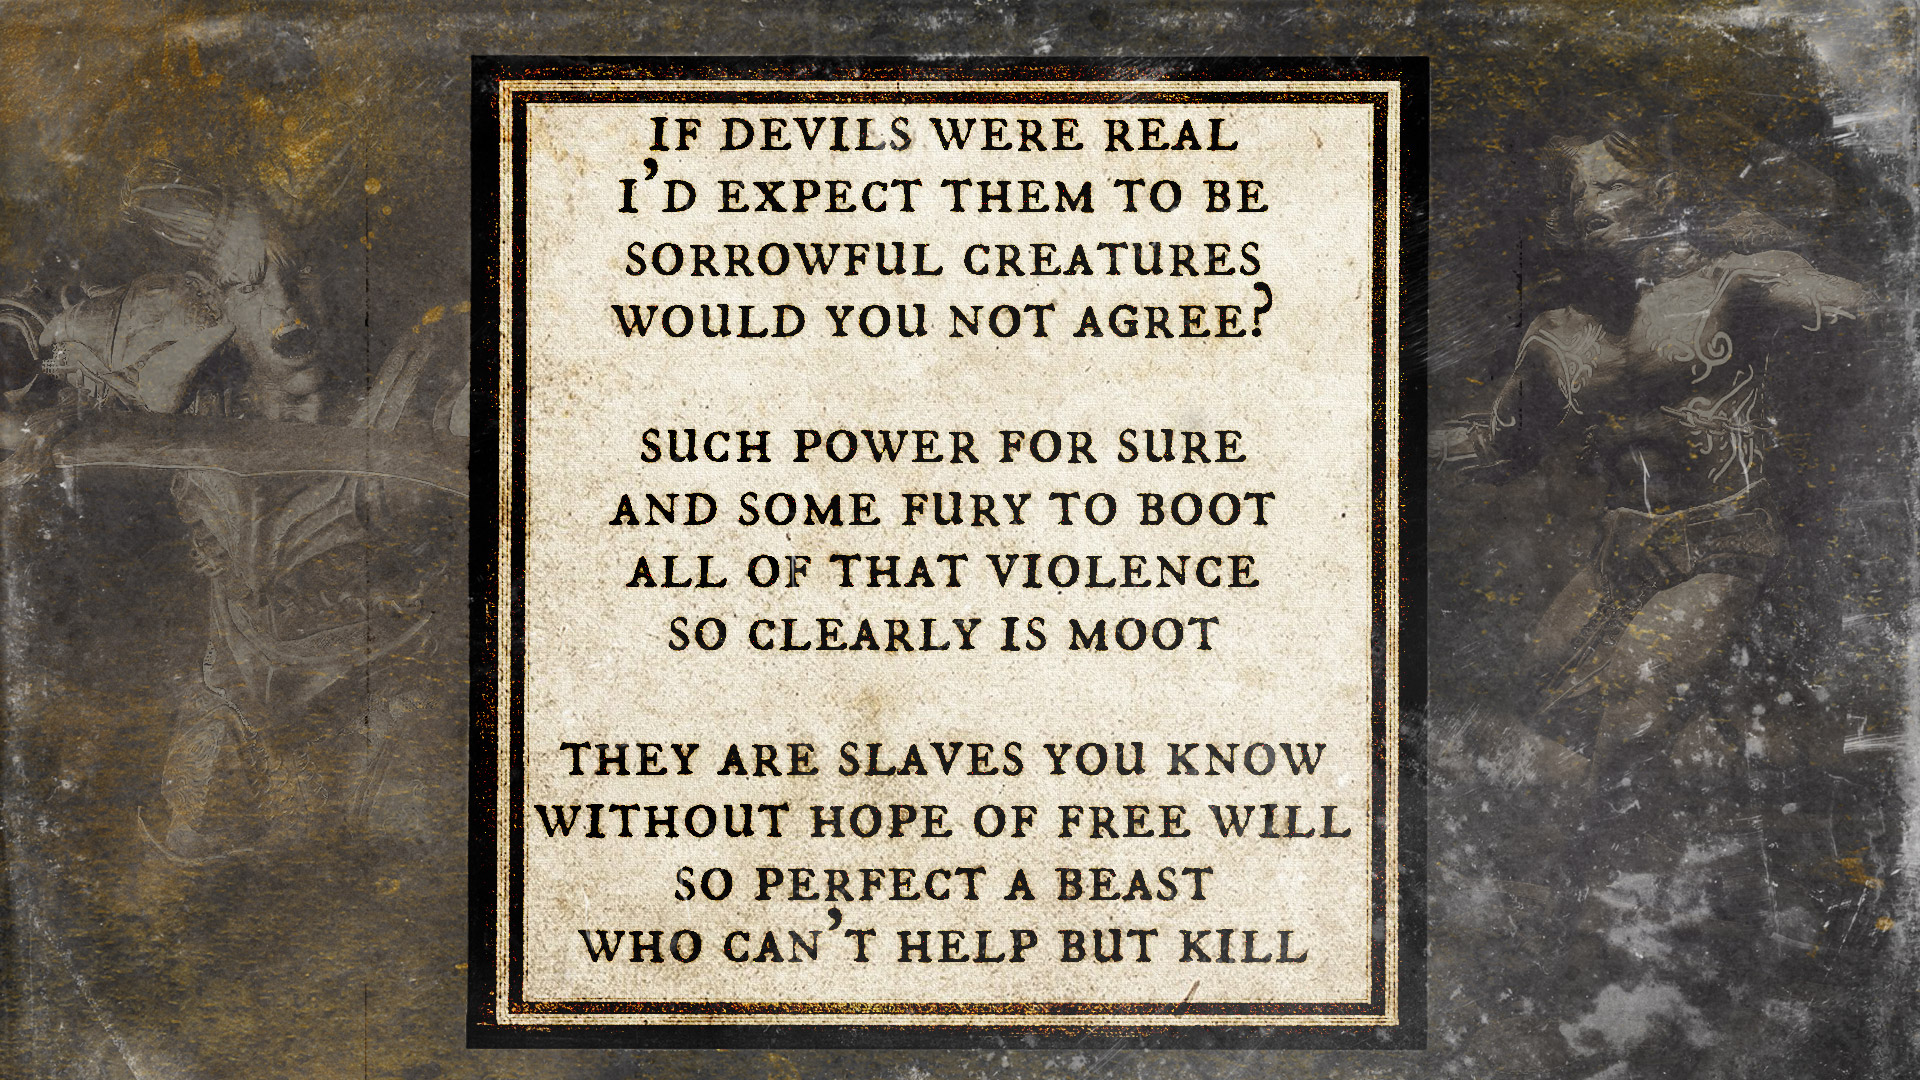 IF DEVILS WERE REAL
I'D EXPECT THEM TO BE
SORROWFUL CREATURES
WOULD YOU NOT AGREE?
SUCH POWER FOR SURE
AND SOME FURY TO BOOT
ALL OF THAT VIOLENCE
SO CLEARLY IS MOOT
THEY ARE SLAVES YOU KNOW
WITHOUT HOPE OF FREE WILL
SO PERFECT A BEAST
WHO CAN'T HELP BUT KILL